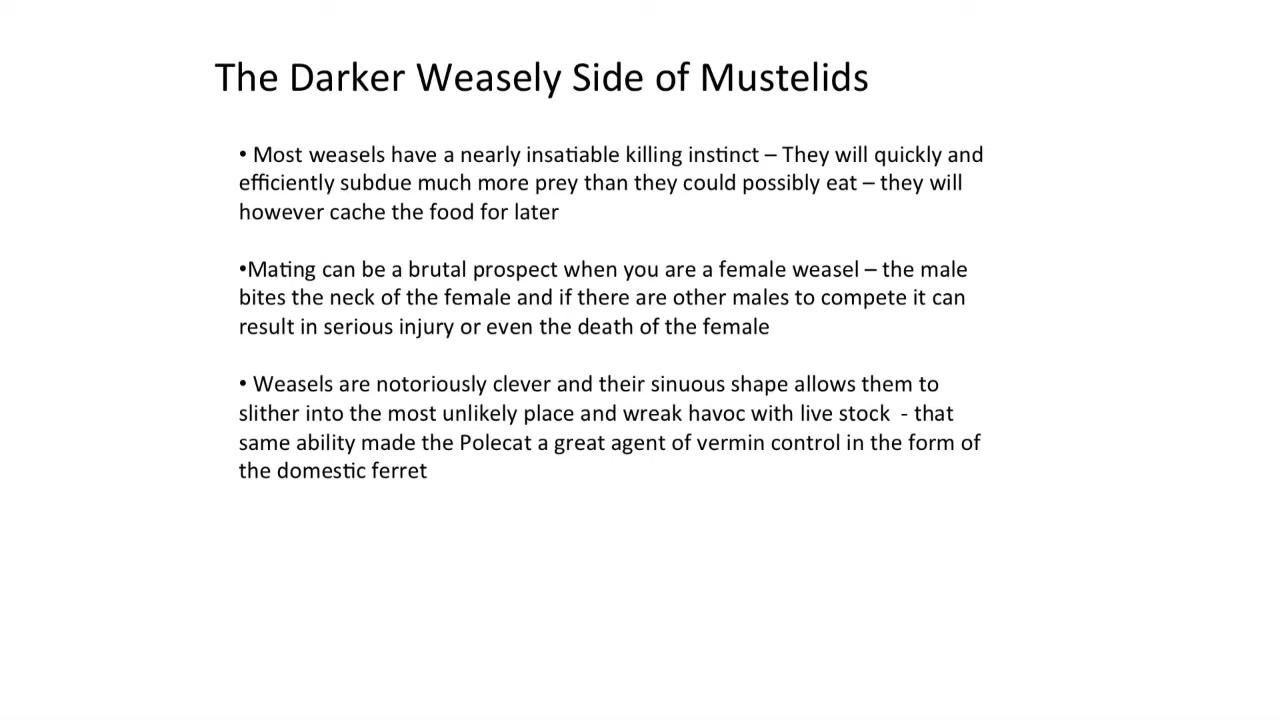 The Darker Weasely Side of Mustelids
• Most weasels have a nearly insatiable killing instinct – They will quickly and
efficiently subdue much more prey than they could possibly eat – they will
however cache the food for later
•Mating can be a brutal prospect when you are a female weasel – the male
bites the neck of the female and if there are other males to compete it can
result in serious injury or even the death of the female
• Weasels are notoriously clever and their sinuous shape allows them to
slither into the most unlikely place and wreak havoc with live stock  - that
same ability made the Polecat a great agent of vermin control in the form of
the domestic ferret